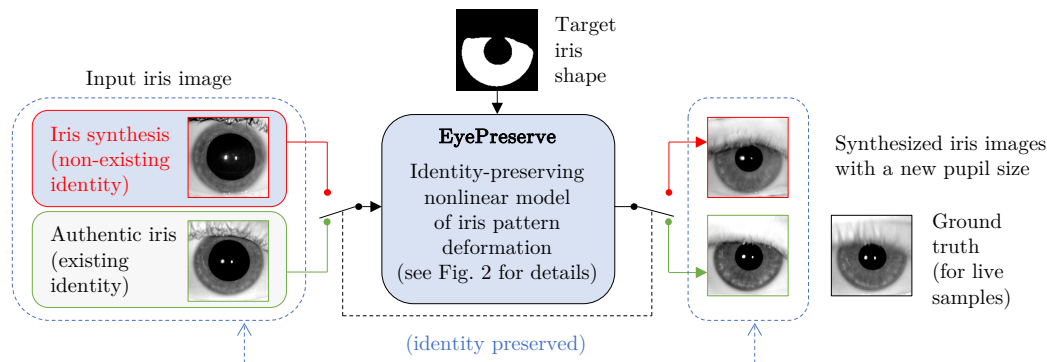 Target
iris
shape
Input iris image
Iris synthesis
(non-existing
identity)
Authentic iris
(existing
identity)
EyePreserve
Identity-preserving
nonlinear model
of iris pattern
deformation
(see Fig. 2 for details)
Synthesized iris images
with a new pupil size
Ground
truth
(for live
samples)
(identity preserved)